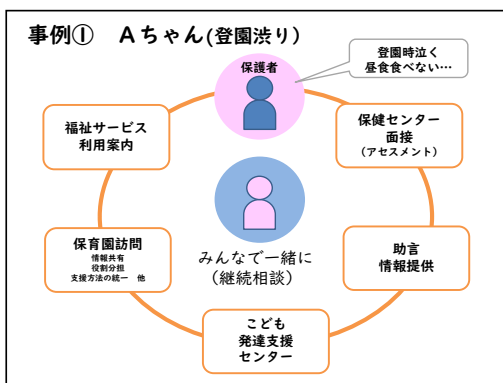 事例① Aちゃん(登園渋り)
保護者
登園時泣く
昼食食べない…
保健センター
面接
(アセスメント)
助言
情報提供
こども
発達支援
センター
保育園訪問
情報共有
役割分担
支援方法の統一 他
福祉サービス
利用案内
みんなで一緒に
(継続相談)